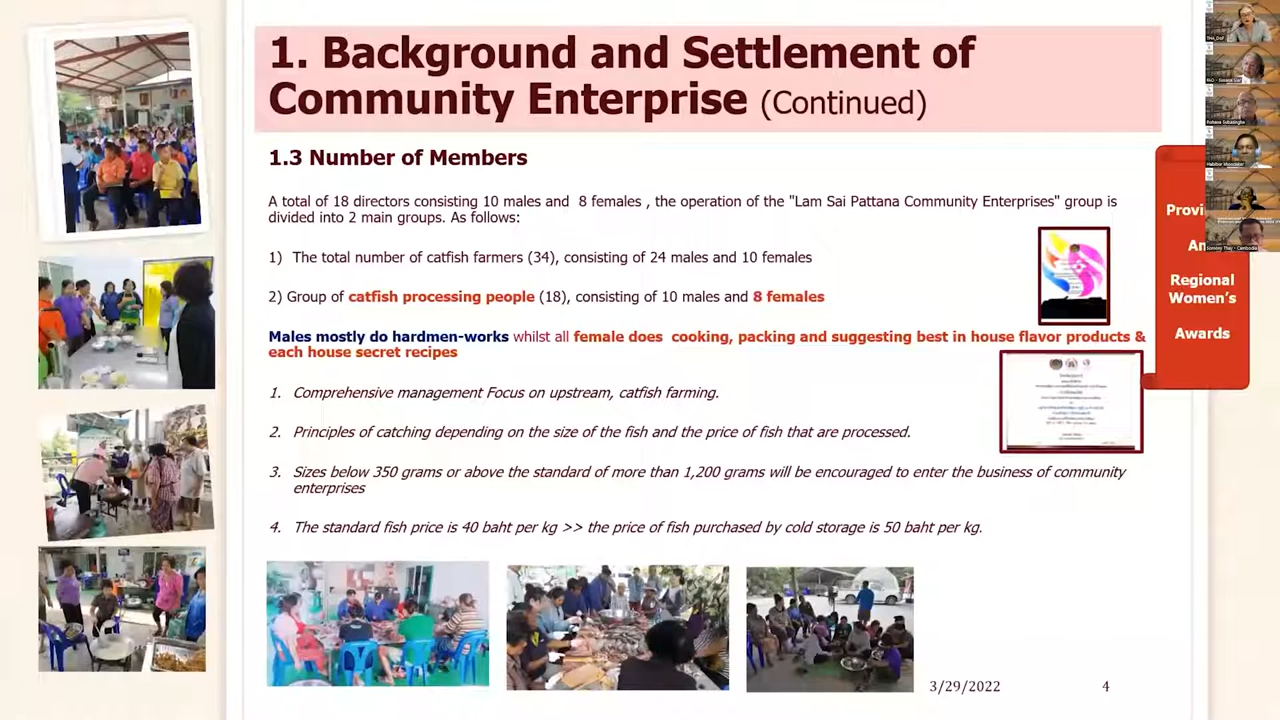 1. Background and Settlement of
Community Enterprise (Continued)
1.3 Number of Members
A total of 18 directors consisting 10 males and 8 females , the operation of the "Lam Sai Pattana Community Enterprises" group is
divided into 2 main groups. As follows:
1) The total number of catfish farmers (34), consisting of 24 males and 10 females
2) Group of catfish processing people (18), consisting of 10 males and 8 females
Males mostly do hardmen-works whilst all female does cooking, packing and suggesting best in house flavor products &
each house secret recipes
1. Comprehensive management Focus on upstream, catfish farming.
2. Principles of catching depending on the size of the fish and the price of fish that are processed.
3. Sizes below 350 grams or above the standard of more than 1,200 grams will be encouraged to enter the business of community
enterprises
4. The standard fish price is 40 baht per kg >> the price of fish purchased by cold storage is 50 baht per kg.
Regional
Women's
Awards
3/29/2022
4
THA_DoF
Rohana Subasinghe
Somony Thay - Cambodia